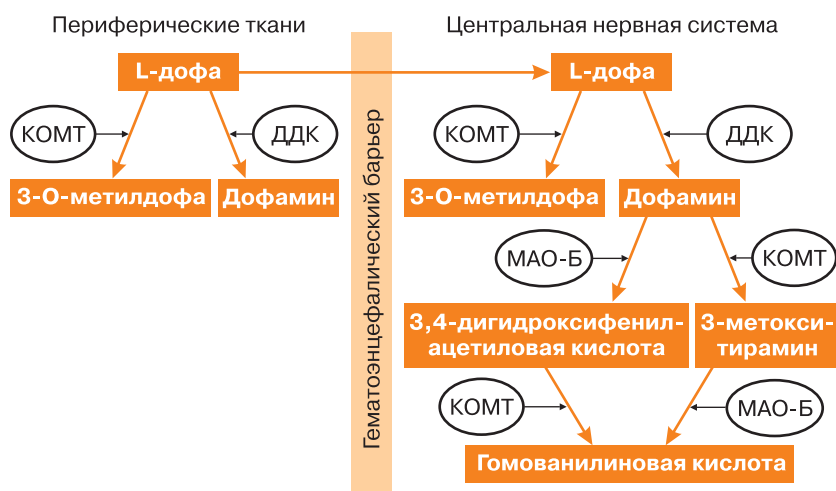 Периферические ткани
Центральная нервная система
L-дофа
L-дофа
КОМТ
ДДК
КОМТ
ДДК
3-О-метилдофа
Дофамин
3-О-метилдофа
Дофамин
Гематоэнцефалический барьер
МАО-Б
КОМТ
3,4-дигидроксифенил-
ацетиловая кислота
3-метокси-
тирамин
КОМТ
МАО-Б
Гомованилиновая кислота